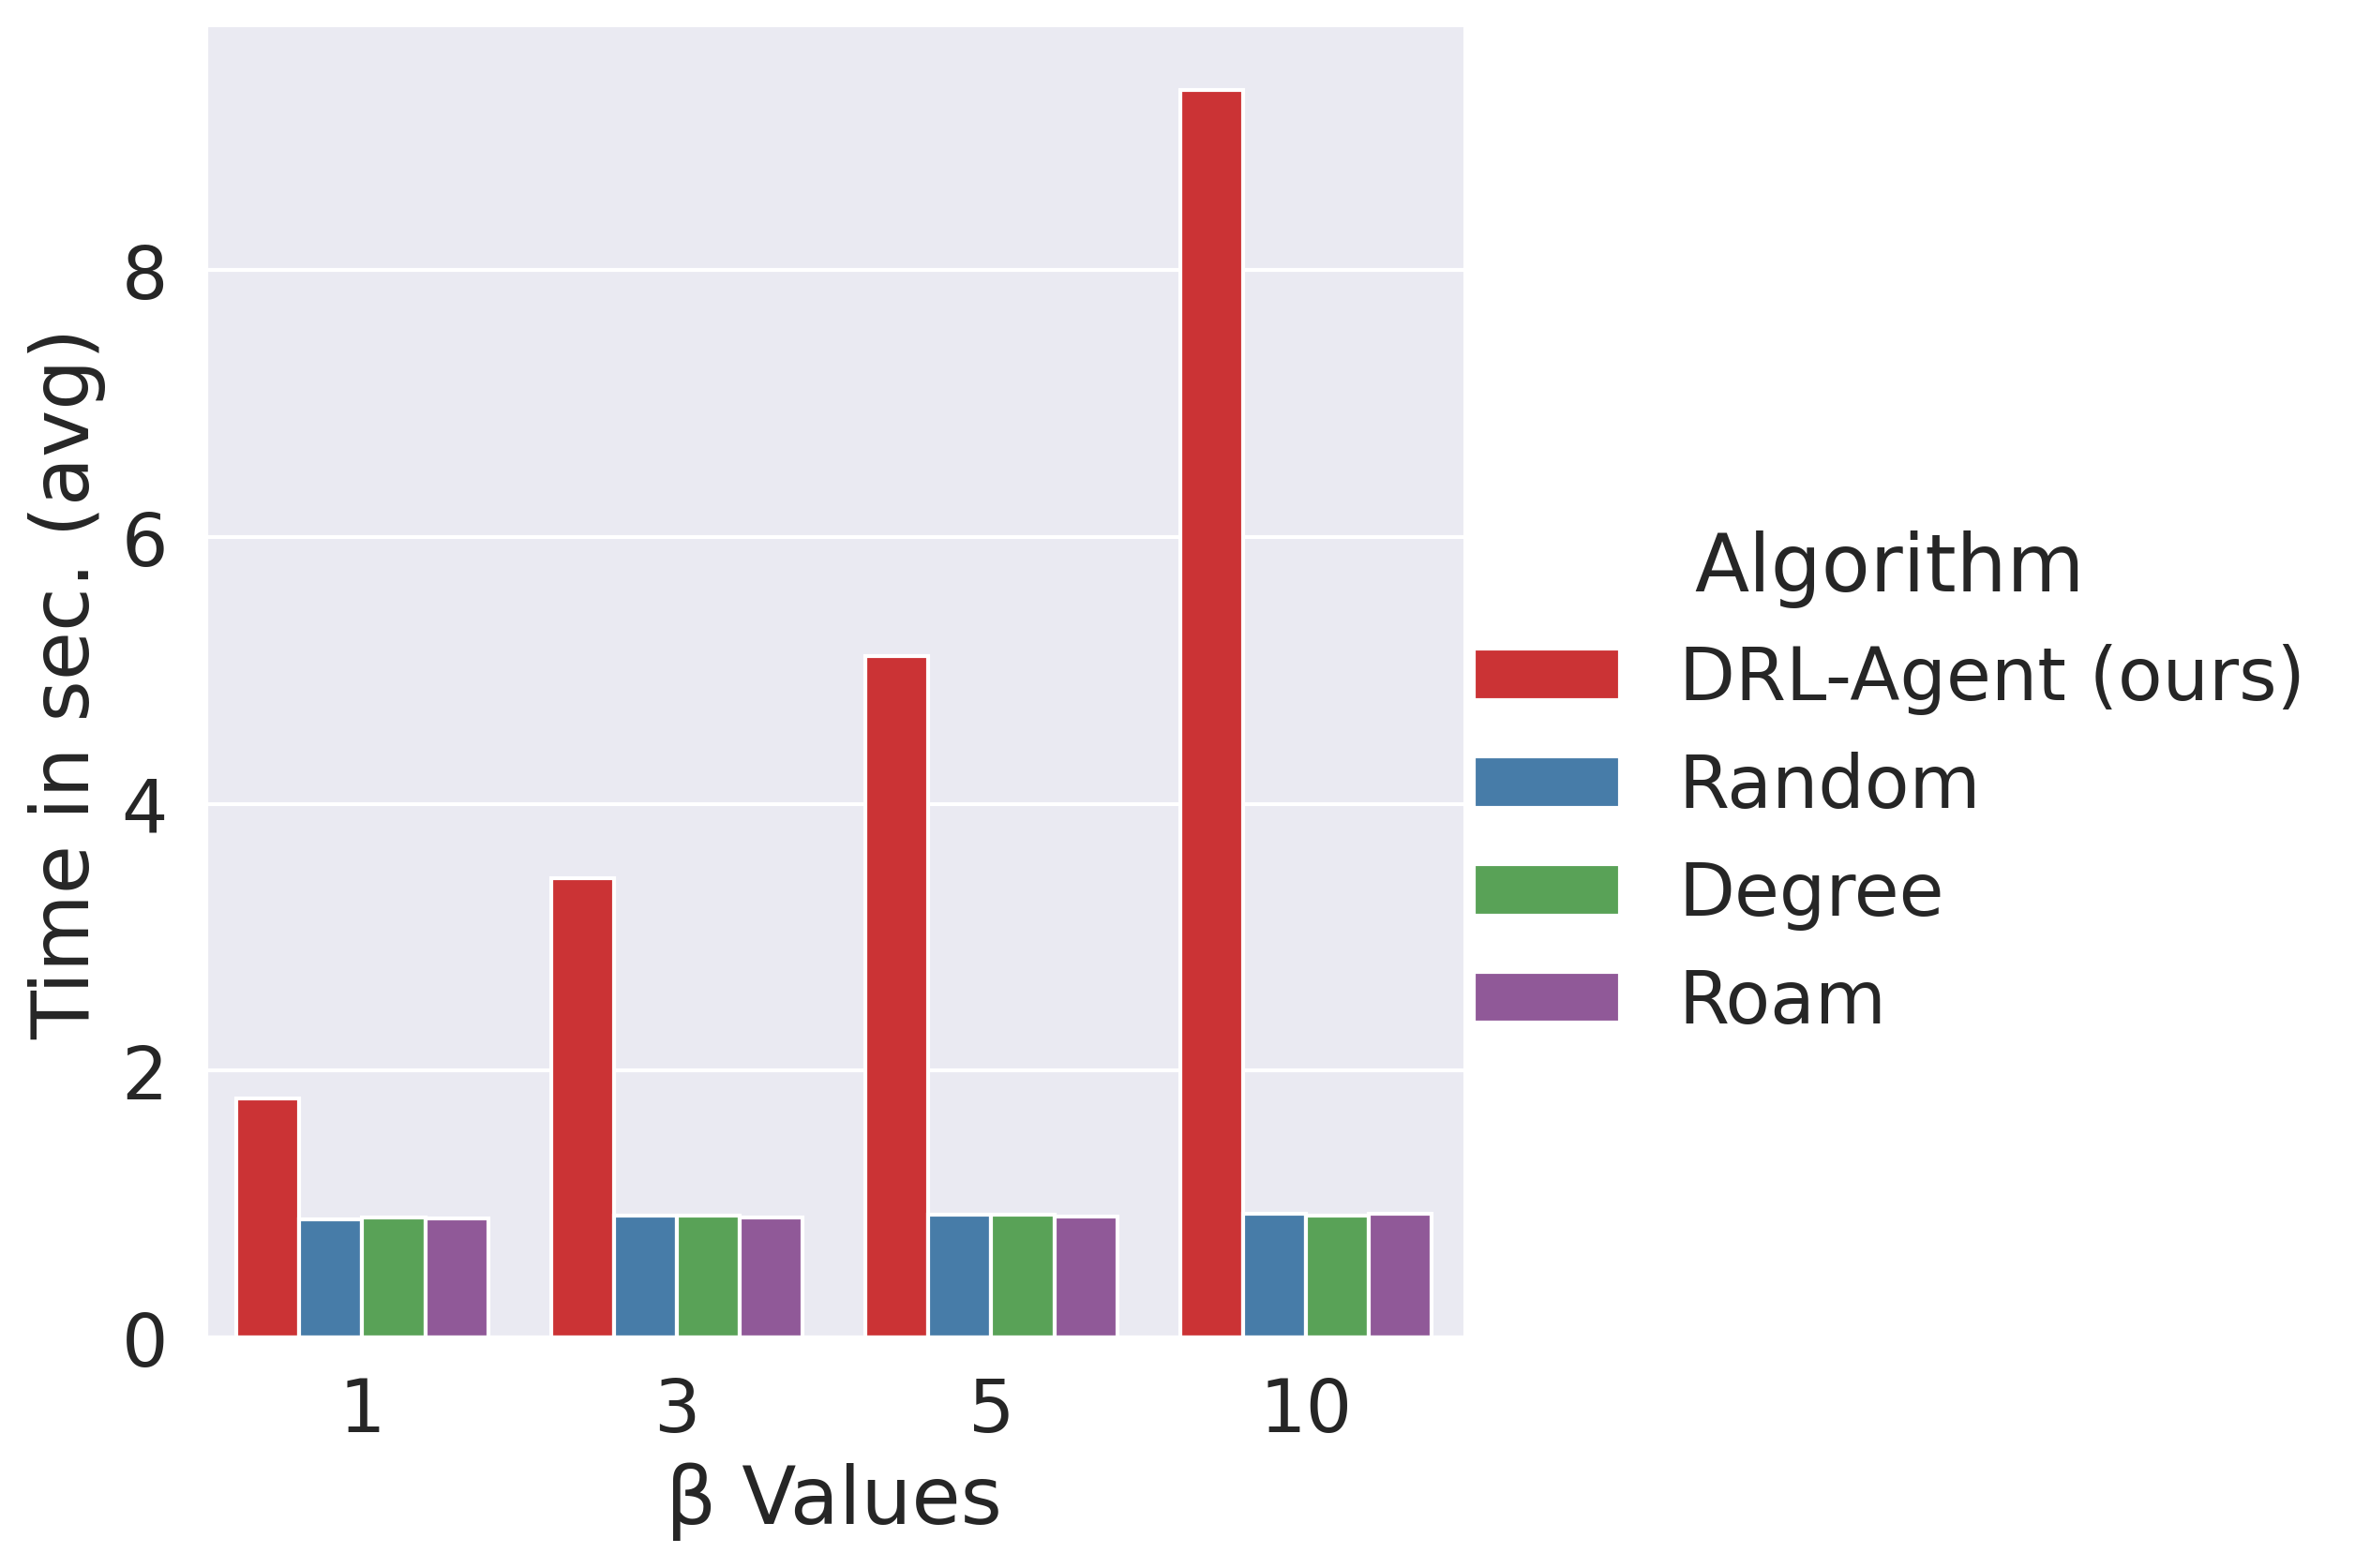 Time in sec. (avg)
8
6
4
2
0
1 3 5 10
β Values
Algorithm
DRL-Agent (ours)
Random
Degree
Roam